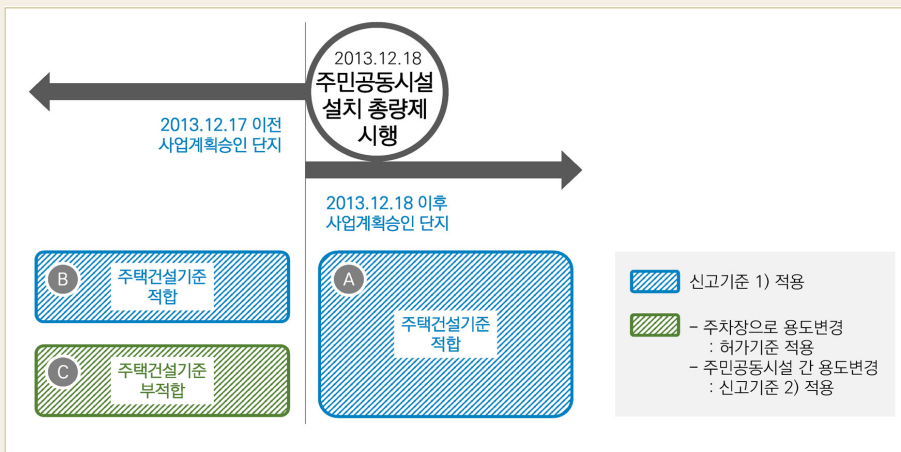 2013.12.18
주민공동시설
설치 총량제
시행
2013.12.17 이전
사업계획승인 단지
2013.12.18 이후
사업계획승인 단지
B
주택건설기준
적합
A
주택건설기준
적합
C
주택건설기준
부적합
신고기준 1) 적용
- 주차장으로 용도변경
: 허가기준 적용
- 주민공동시설 간 용도변경
: 신고기준 2) 적용